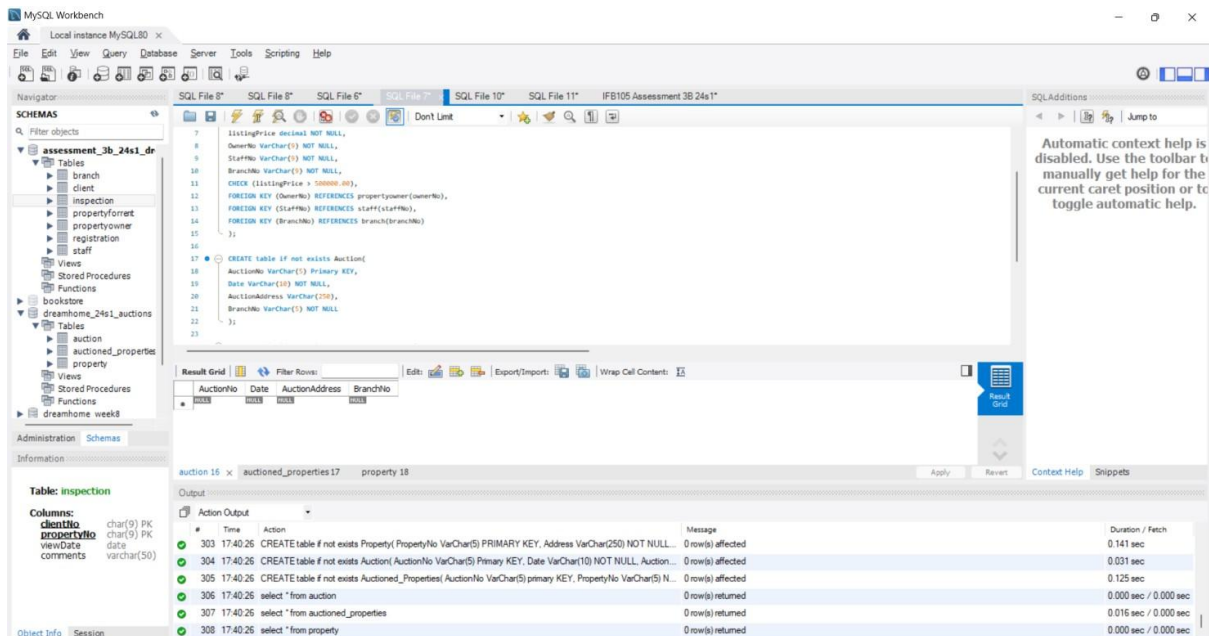 MySQL Workbench
Local instance MySQL80 ×
File Edit View Query Database Server Tools Scripting Help
Navigator
SCHEMAS
Filter objects
assessment_3b_24s1_dr
Tables
branch
client
inspection
propertyforrent
propertyowner
registration
staff
Views
Stored Procedures
Functions
bookstore
dreamhome_24s1_auctions
Tables
auction
auctioned_properties
property
Views
Stored Procedures
Functions
dreamhome_week8
Administration Schemas
Information
Table: inspection
Columns:
clientNo char(9) PK
propertyNo char(9) PK
viewDate date
comments varchar(50)
Object Info Session
SQL File 8* SQL File 8* SQL File 6* SQL File 7* × SQL File 10* SQL File 11* IFB105 Assessment 3B 24s1*
Don't Limit
7 listingPrice decimal NOT NULL,
8 OwnerNo VarChar(9) NOT NULL,
9 StaffNo VarChar(9) NOT NULL,
10 BranchNo VarChar(9) NOT NULL,
11 CHECK (listingPrice > 500000.00),
12 FOREIGN KEY (OwnerNo) REFERENCES propertyowner(ownerNo),
13 FOREIGN KEY (StaffNo) REFERENCES staff(staffNo),
14 FOREIGN KEY (BranchNo) REFERENCES branch(branchNo)
15 );
16
17 CREATE table if not exists Auction(
18 AuctionNo VarChar(5) Primary KEY,
19 Date VarChar(10) NOT NULL,
20 AuctionAddress VarChar(250),
21 BranchNo VarChar(5) NOT NULL
22 );
23
Result Grid Filter Rows: Edit: Export/Import: Wrap Cell Content:
AuctionNo Date AuctionAddress BranchNo
NULL NULL NULL NULL
Result Grid
auction 16 × auctioned_properties 17 property 18 Apply Revert
Output
Action Output
# Time Action Message Duration / Fetch
303 17:40:26 CREATE table if not exists Property( PropertyNo VarChar(5) PRIMARY KEY, Address VarChar(250) NOT NULL... 0 row(s) affected 0.141 sec
304 17:40:26 CREATE table if not exists Auction( AuctionNo VarChar(5) Primary KEY, Date VarChar(10) NOT NULL, Auction... 0 row(s) affected 0.031 sec
305 17:40:26 CREATE table if not exists Auctioned_Properties( AuctionNo VarChar(5) primary KEY, PropertyNo VarChar(5) N... 0 row(s) affected 0.125 sec
306 17:40:26 select * from auction 0 row(s) returned 0.000 sec / 0.000 sec
307 17:40:26 select * from auctioned_properties 0 row(s) returned 0.016 sec / 0.000 sec
308 17:40:26 select * from property 0 row(s) returned 0.000 sec / 0.000 sec
SQLAdditions
Jump to
Automatic context help is
disabled. Use the toolbar to
manually get help for the
current caret position or to
toggle automatic help.
Context Help Snippets